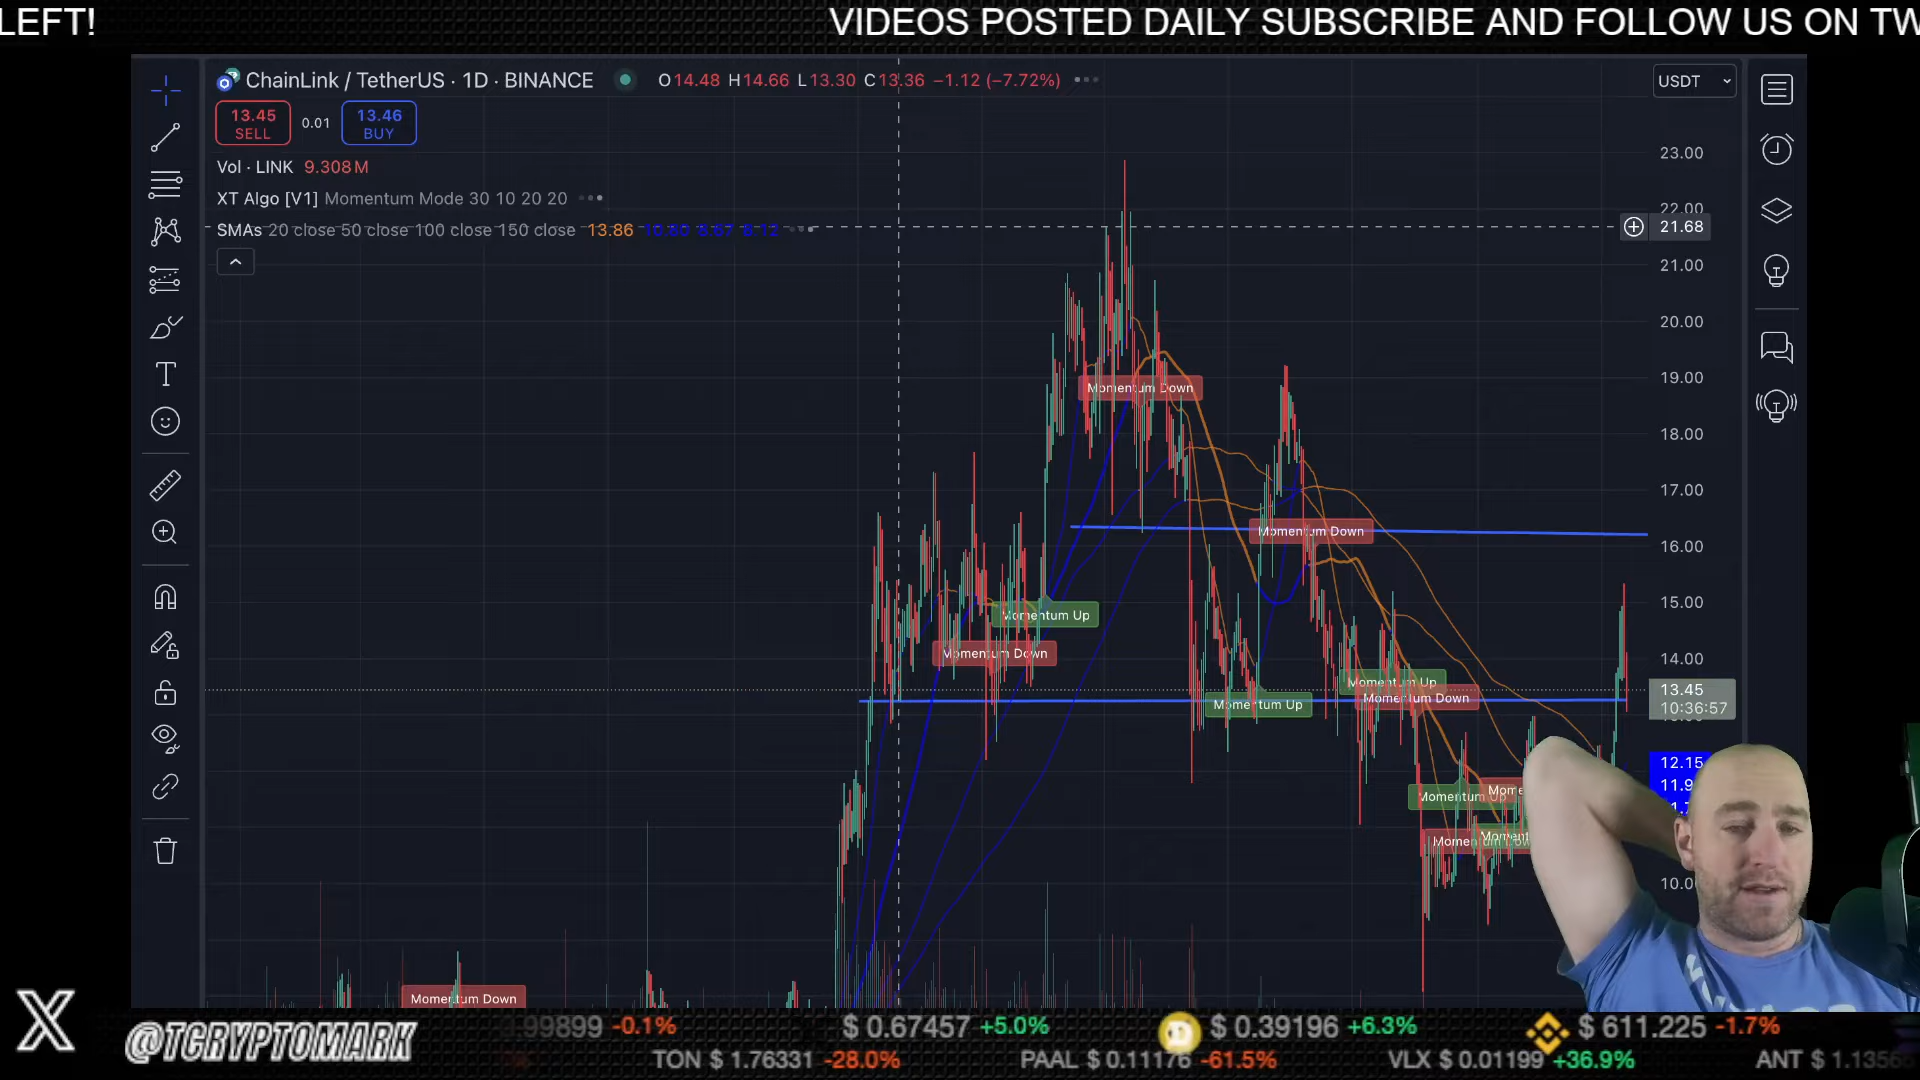 LEFT!
VIDEOS POSTED DAILY SUBSCRIBE AND FOLLOW US ON TW
ChainLink / TetherUS · 1D · BINANCE
O14.48 H14.66 L13.30 C13.36 −1.12 (−7.72%)
USDT
13.45
SELL
0.01
13.46
BUY
Vol · LINK 9.308M
XT Algo [V1] Momentum Mode 30 10 20 20
SMAs 20 close 50 close 100 close 150 close 13.86
23.00
22.00
21.68
21.00
20.00
19.00
18.00
17.00
16.00
15.00
14.00
13.45
10:36:57
12.15
Momentum Down
Momentum Down
Momentum Up
Momentum Down
Momentum Up
Momentum Up
Momentum Down
Momentum Up
Momentum Down
@TCRYPTOMARK
.99899 -0.1%
$ 0.67457 +5.0%
$ 0.39196 +6.3%
$ 611.225 -1.7%
TON $ 1.76331 -28.0%
PAAL $ 0.11176 -61.5%
VLX $ 0.01199 +36.9%
ANT $ 1.135